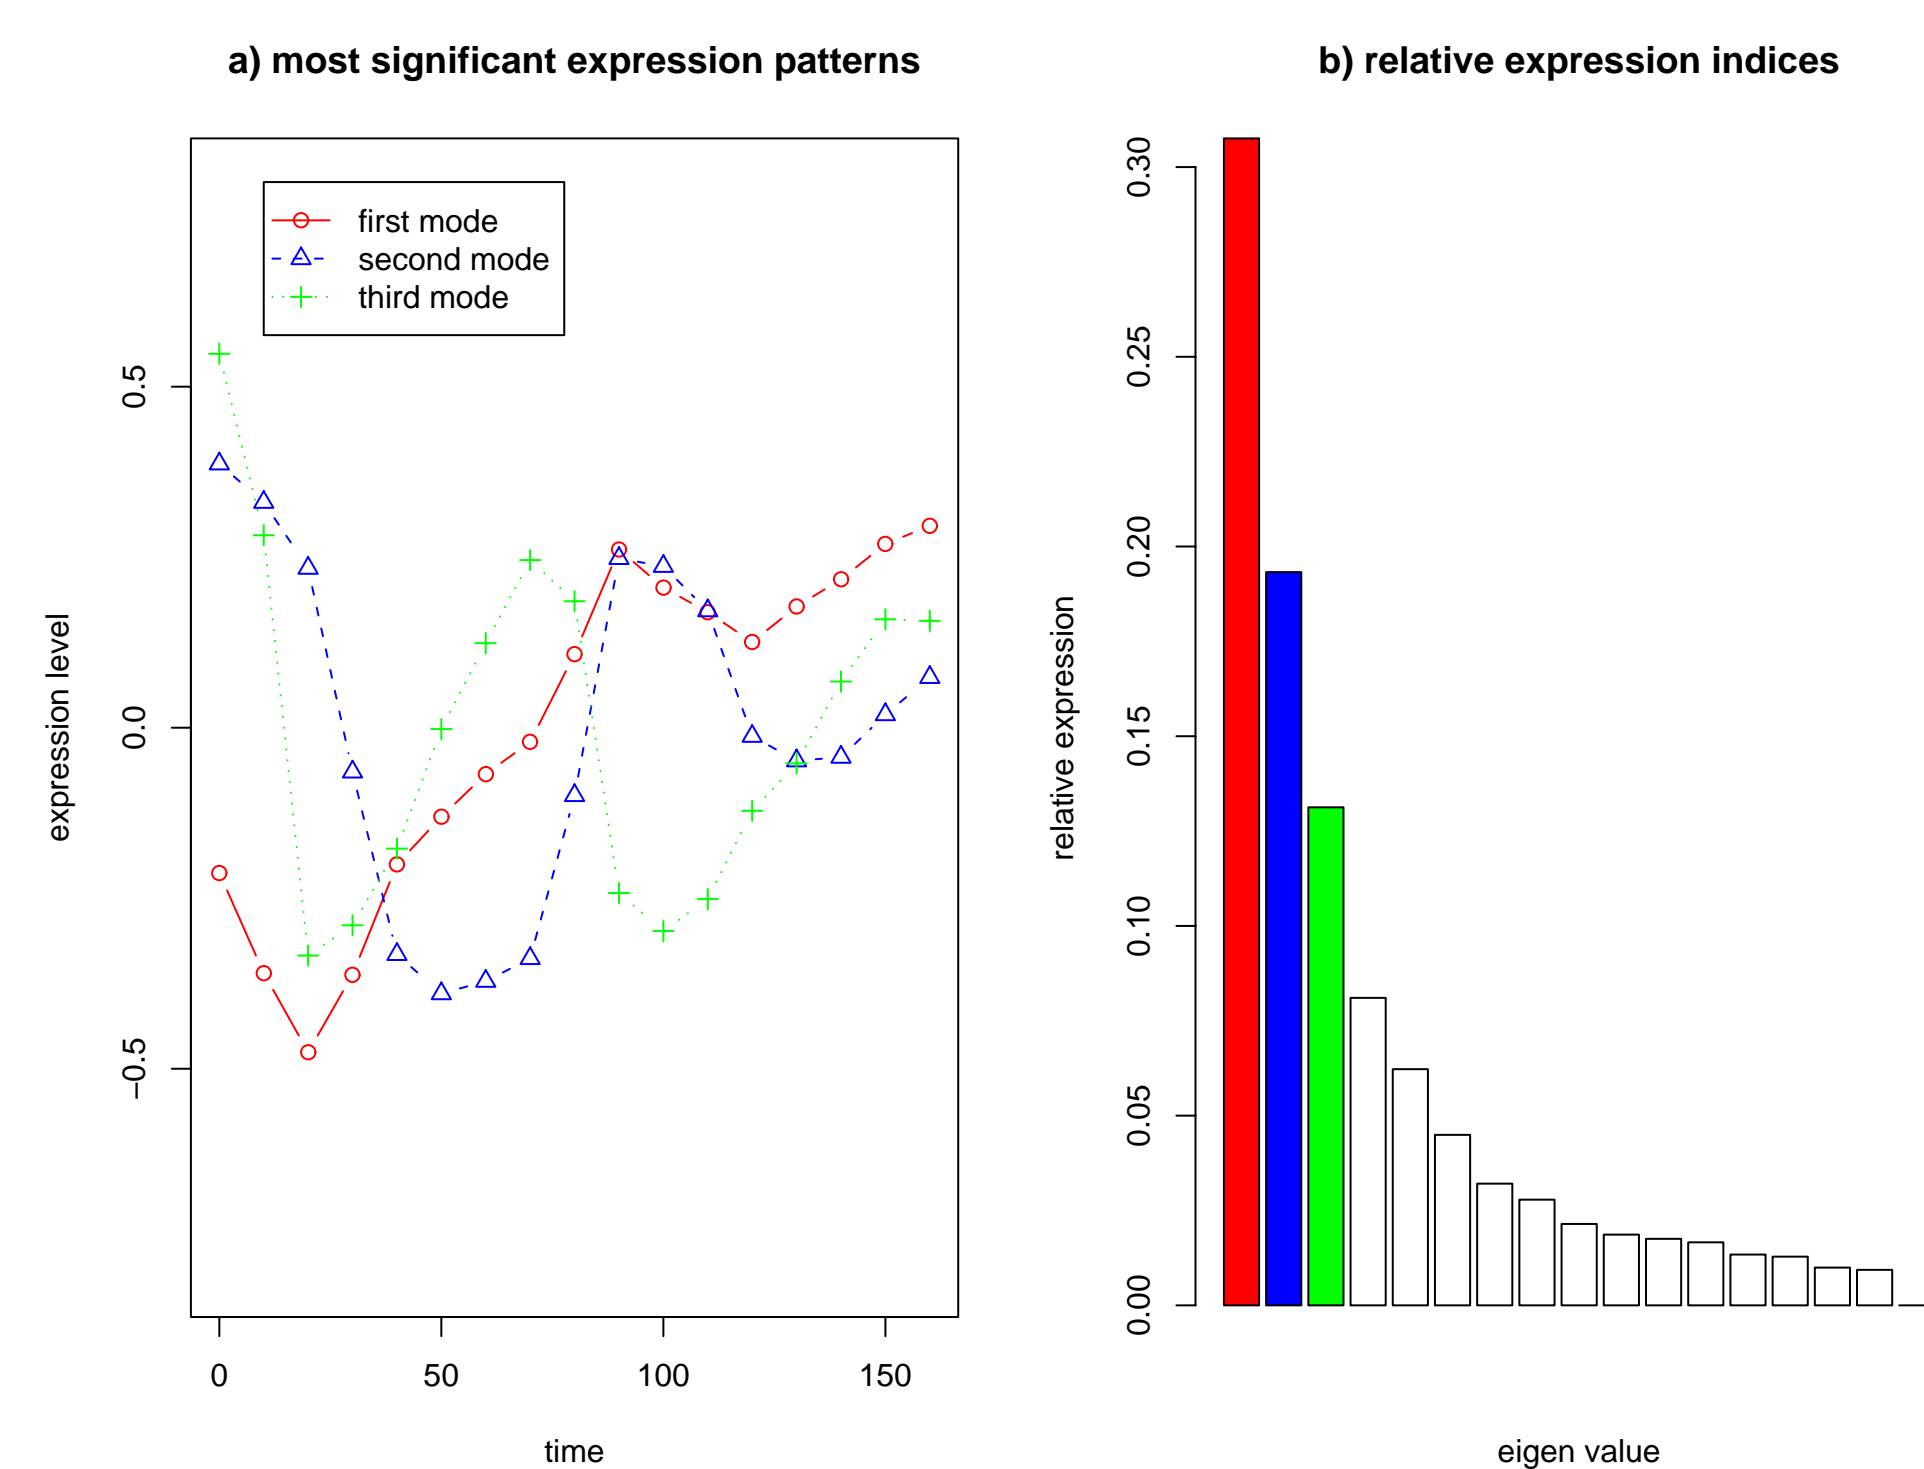 a) most significant expression patterns
first mode
second mode
third mode
expression level
0.5
0.0
−0.5
0 50 100 150
time
b) relative expression indices
relative expression
0.30
0.25
0.20
0.15
0.10
0.05
0.00
eigen value